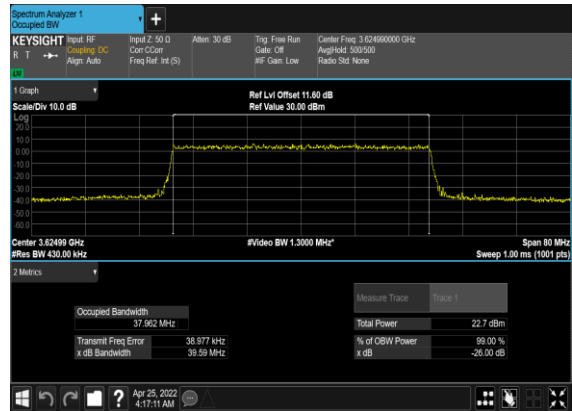 Spectrum Analyzer 1
Occupied BW
+
KEYSIGHT Input: RF Input Z: 50 Ω Atten: 30 dB Trig: Free Run Center Freq: 3.624990000 GHz
R T Coupling: DC Corr CCorr Gate: Off Avg|Hold: 500/500
Align: Auto Freq Ref: Int (S) #IF Gain: Low Radio Std: None
LW
1 Graph
Ref Lvl Offset 11.60 dB
Scale/Div 10.0 dB Ref Value 30.00 dBm
Log
20.0
10.0
0.00
-10.0
-20.0
-30.0
-40.0
-50.0
-60.0
Center 3.62499 GHz #Video BW 1.3000 MHz* Span 80 MHz
#Res BW 430.00 kHz Sweep 1.00 ms (1001 pts)
2 Metrics
Measure Trace Trace 1
Occupied Bandwidth
37.962 MHz Total Power 22.7 dBm
Transmit Freq Error 38.977 kHz % of OBW Power 99.00 %
x dB Bandwidth 39.59 MHz x dB -26.00 dB
? Apr 25, 2022
4:17:11 AM